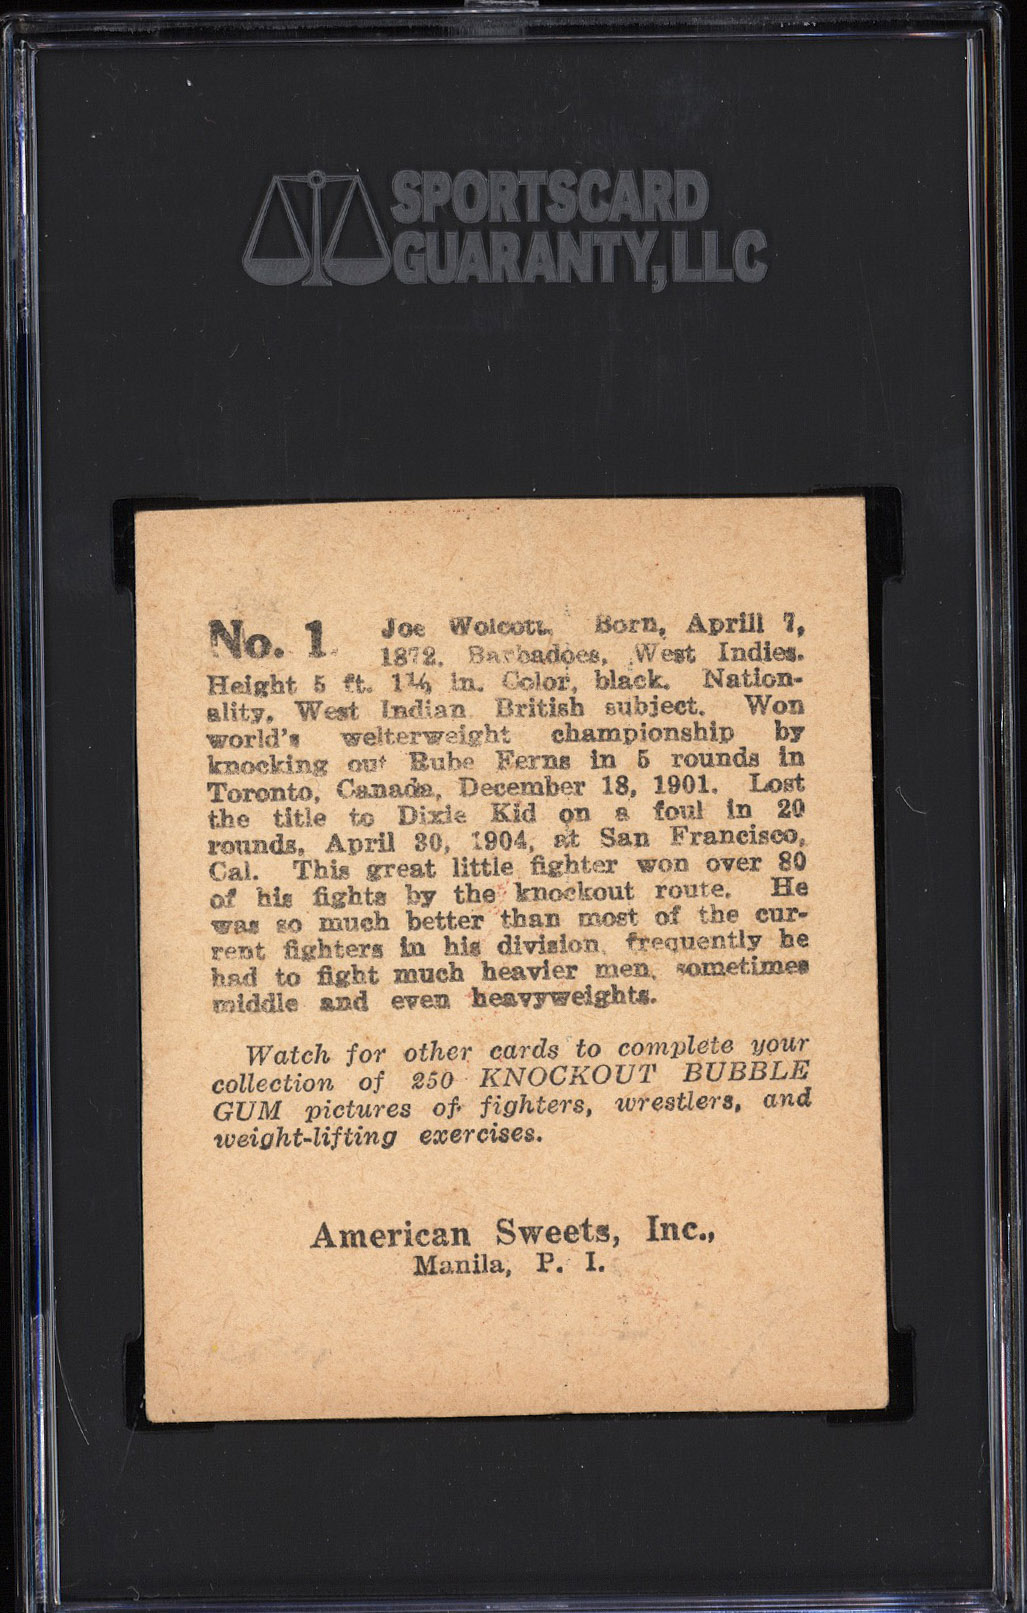 SPORTSCARD
GUARANTY, LLC
No. 1. Joe Wolcott. Born, Aprill 7,
1872. Barbadoes, West Indies.
Height 5 ft. 1¼ in. Color, black. Nation-
ality, West Indian British subject. Won
world's welterweight championship by
knocking out Rube Ferns in 5 rounds in
Toronto, Canada, December 18, 1901. Lost
the title to Dixie Kid on a foul in 20
rounds, April 30, 1904, at San Francisco,
Cal. This great little fighter won over 80
of his fights by the knockout route. He
was so much better than most of the cur-
rent fighters in his division, frequently he
had to fight much heavier men, sometimes
middle and even heavyweights.
Watch for other cards to complete your
collection of 250 KNOCKOUT BUBBLE
GUM pictures of fighters, wrestlers, and
weight-lifting exercises.
American Sweets, Inc.,
Manila, P. I.